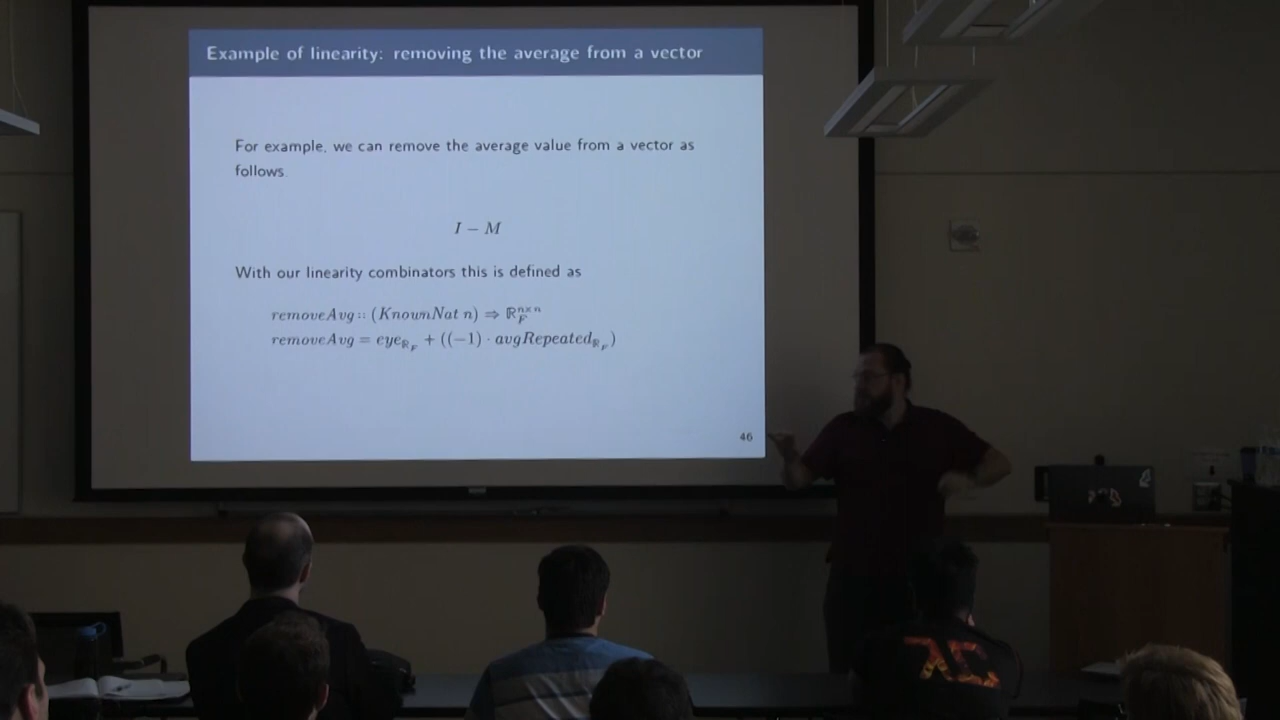 Example of linearity: removing the average from a vector
For example, we can remove the average value from a vector as
follows
I − M
With our linearity combinators this is defined as
removeAvg :: (KnownNat n) ⇒ ℝ_F^{n×n}
removeAvg = eye_{ℝ_F} + ((−1) · avgRepeated_{ℝ_F})
46